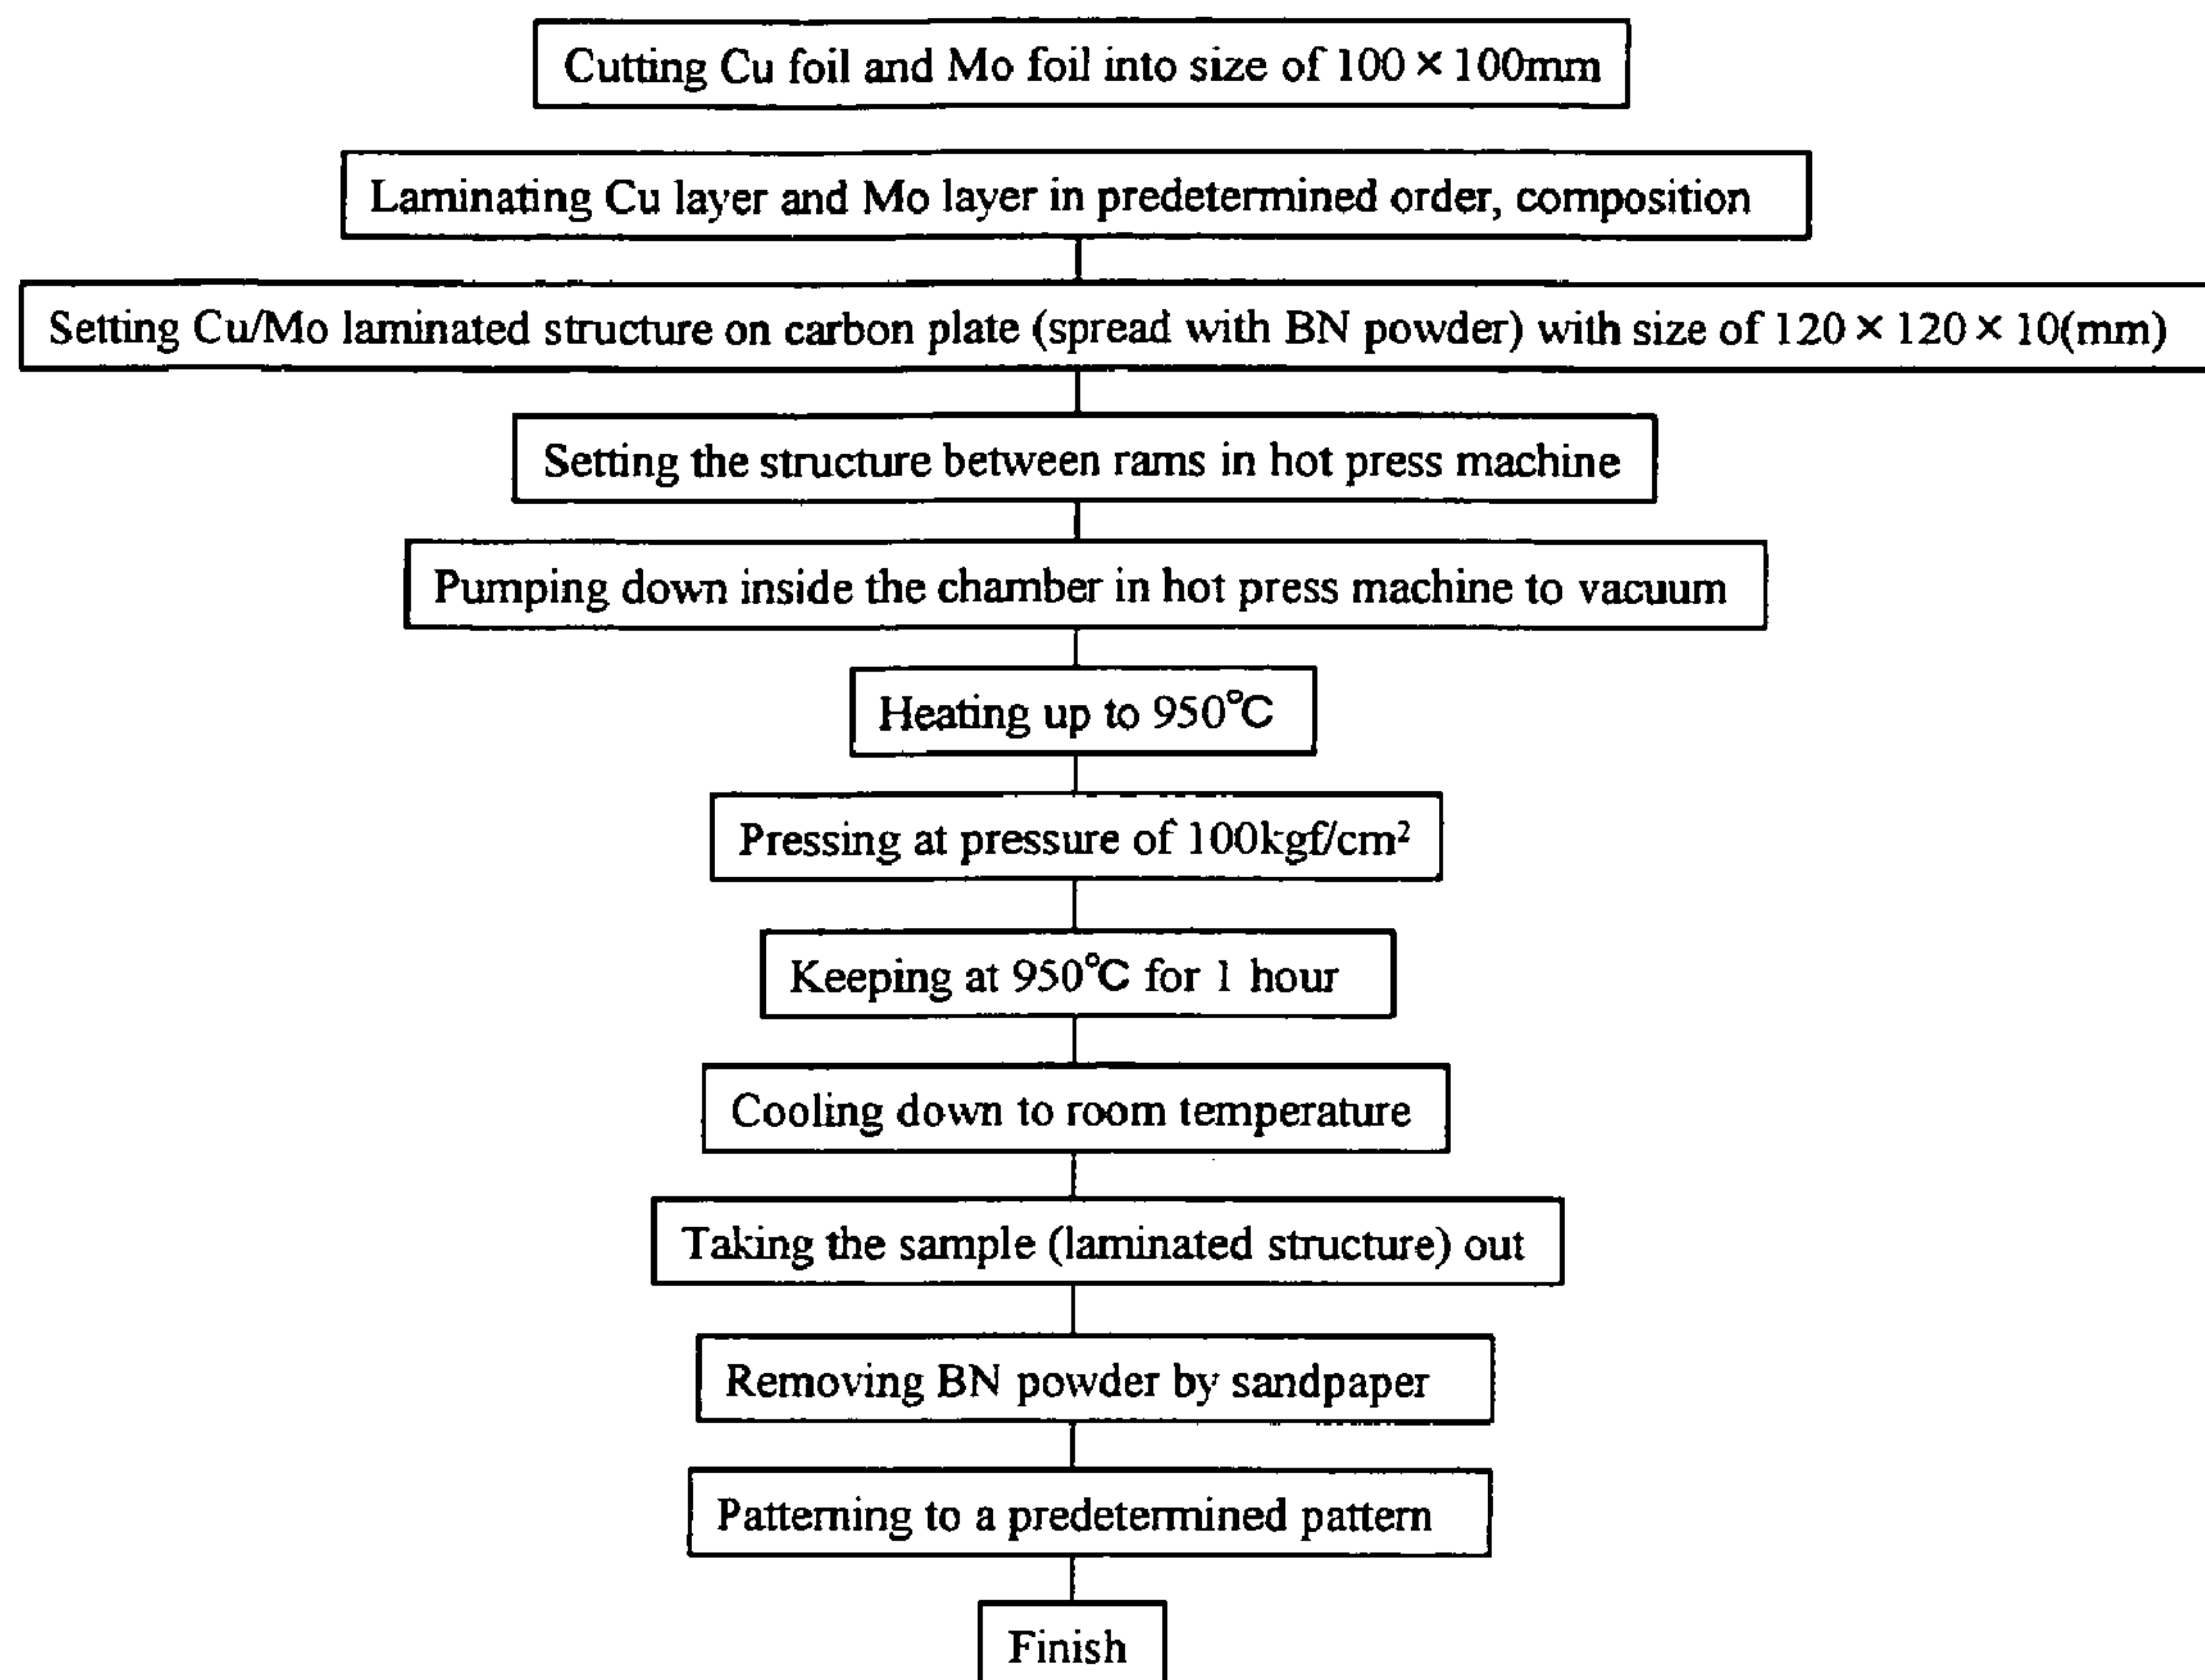 Cutting Cu foil and Mo foil into size of 100 × 100mm
Laminating Cu layer and Mo layer in predetermined order, composition
Setting Cu/Mo laminated structure on carbon plate (spread with BN powder) with size of 120 × 120 × 10(mm)
Setting the structure between rams in hot press machine
Pumping down inside the chamber in hot press machine to vacuum
Heating up to 950℃
Pressing at pressure of 100kgf/cm²
Keeping at 950℃ for 1 hour
Cooling down to room temperature
Taking the sample (laminated structure) out
Removing BN powder by sandpaper
Patterning to a predetermined pattern
Finish